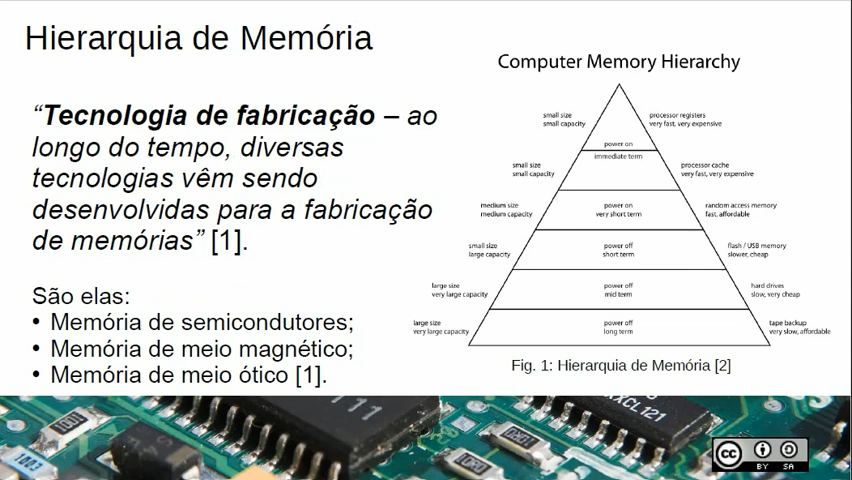 Hierarquia de Memória
“Tecnologia de fabricação – ao
longo do tempo, diversas
tecnologias vêm sendo
desenvolvidas para a fabricação
de memórias” [1].
São elas:
• Memória de semicondutores;
• Memória de meio magnético;
• Memória de meio ótico [1].
Computer Memory Hierarchy
small size
small capacity
processor registers
very fast, very expensive
power on
immediate term
small size
small capacity
processor cache
very fast, very expensive
medium size
medium capacity
power on
very short term
random access memory
fast, affordable
small size
large capacity
power off
short term
flash / USB memory
slower, cheap
large size
very large capacity
power off
mid term
hard drives
slow, very cheap
large size
very large capacity
power off
long term
tape backup
very slow, affordable
Fig. 1: Hierarquia de Memória [2]
111
XCL121
100
1003
cc
BY SA